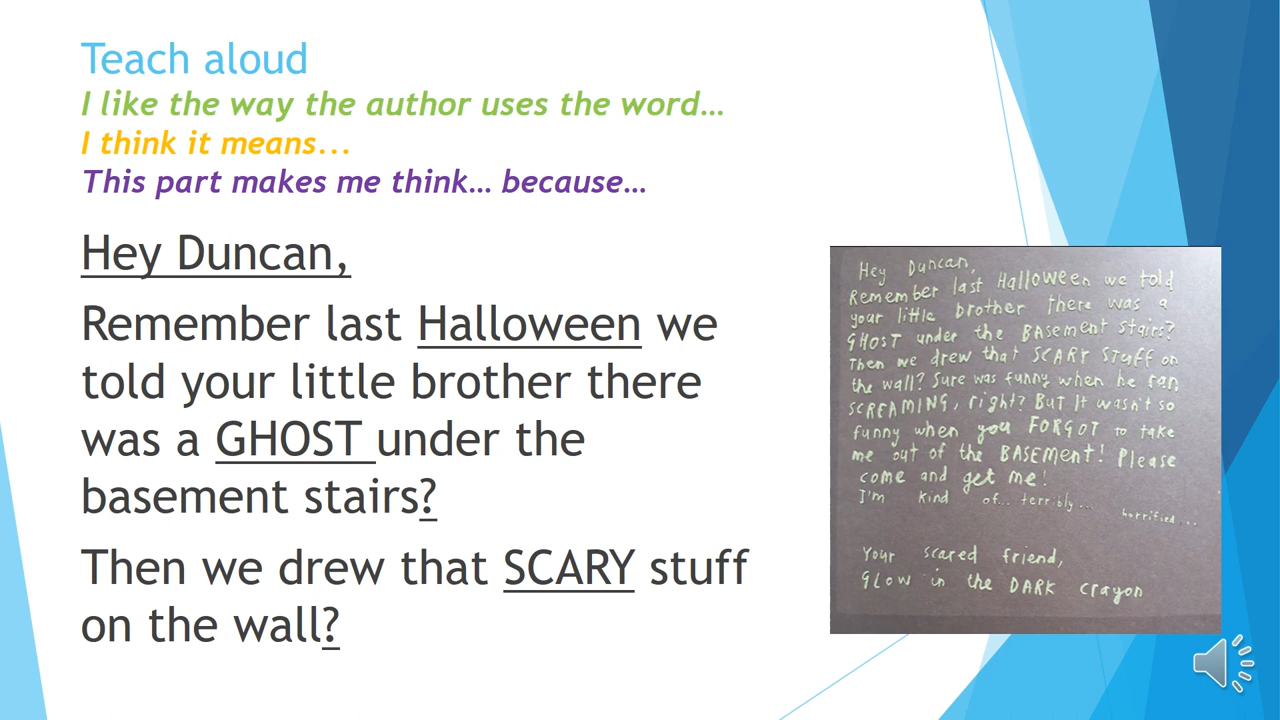 Teach aloud
I like the way the author uses the word…
I think it means...
This part makes me think… because…
Hey Duncan,
Remember last Halloween we
told your little brother there
was a GHOST under the
basement stairs?
Then we drew that SCARY stuff
on the wall?
Hey Duncan,
Remember last Halloween we told
your little brother there was a
GHOST under the BASEMENT stairs?
Then we drew that SCARY STUFF on
the wall? Sure was funny when he ran
SCREAMING, right? But it wasn't so
funny when you FORGOT to take
me out of the BASEMENT! Please
come and get me!
I'm kind of... terribly... horrified...
Your scared friend,
GLOW in the DARK crayon